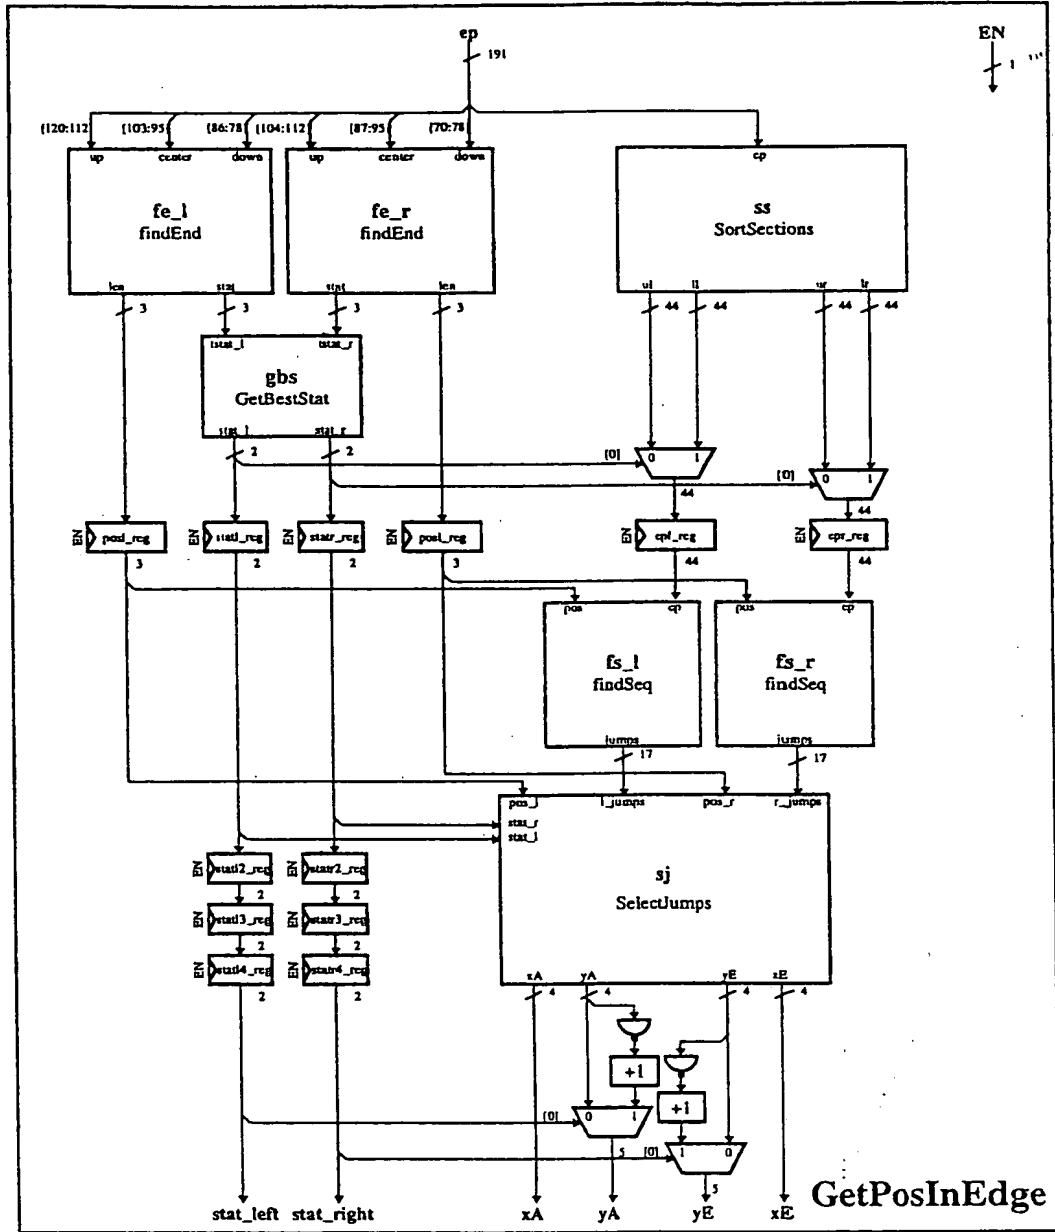 ep
EN
191
1
[120:112]
[103:95]
[86:78]
[104:112]
[87:95]
[70:78]
up center down
up center down
ep
fe_l
findEnd
fe_r
findEnd
ss
SortSections
len stat
stat len
ul ll ur lr
3 3 3 3
44 44 44 44
tstat_l tstat_r
gbs
GetBestStat
stat_l stat_r
2 2
[0] 0 1
[0] 0 1
44
44
EN posl_reg
EN statl_reg
EN statr_reg
posl_reg
EN epl_reg
EN epr_reg
3 2 2 3 44 44
pos ep
pos ep
fs_l
findSeq
fs_r
findSeq
jumps
jumps
17
17
pos_l l_jumps pos_r r_jumps
stat_r
stat_l
sj
SelectJumps
EN statl2_reg
EN statr2_reg
2 2
EN statl3_reg
EN statr3_reg
2 2
EN statl4_reg
EN statr4_reg
2 2
xA yA yE xE
4 4 4 4
+1
+1
[0] 0 1
[0] 1 0
5
5
stat_left stat_right xA yA yE xE
GetPosInEdge